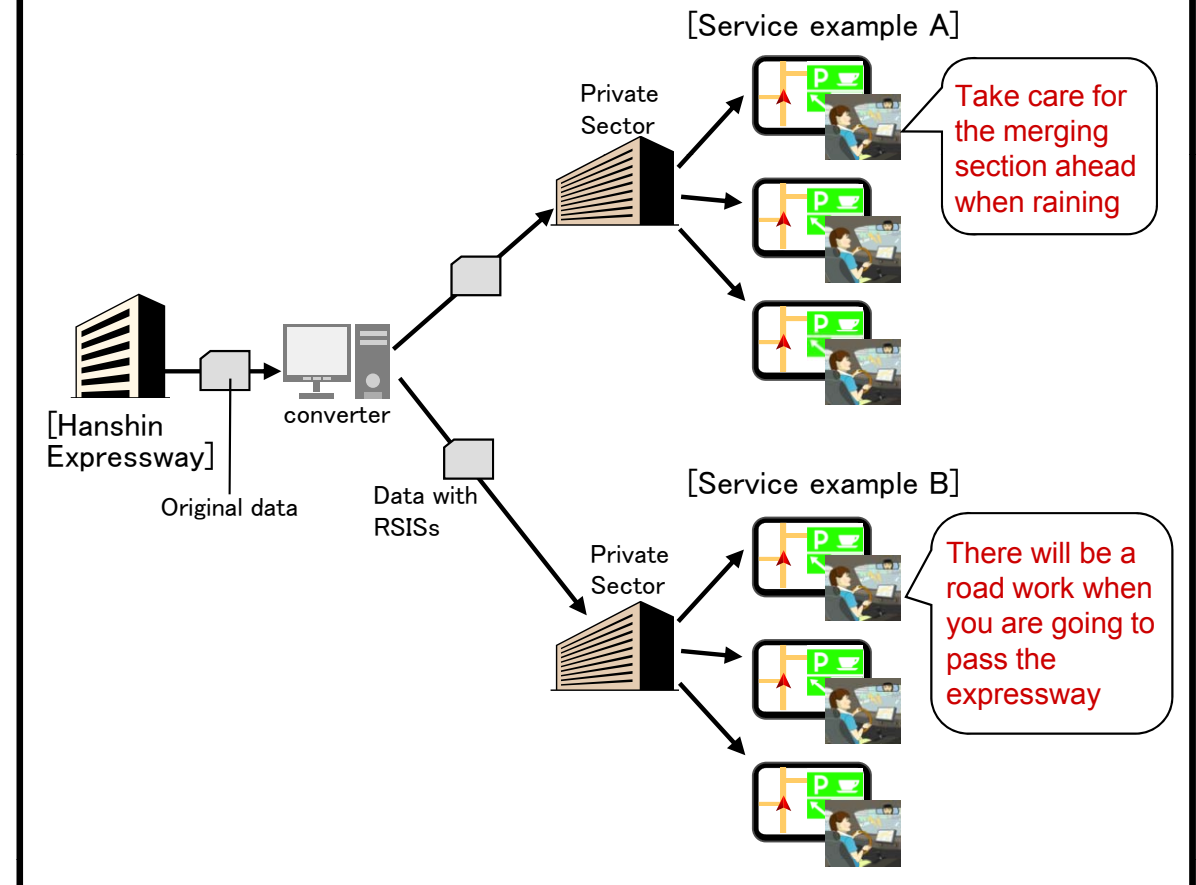 [Service example A]
Private
Sector
P
Take care for
the merging
section ahead
when raining
P
P
[Hanshin
Expressway]
converter
Original data
Data with
RSISs
[Service example B]
Private
Sector
P
There will be a
road work when
you are going to
pass the
expressway
P
P